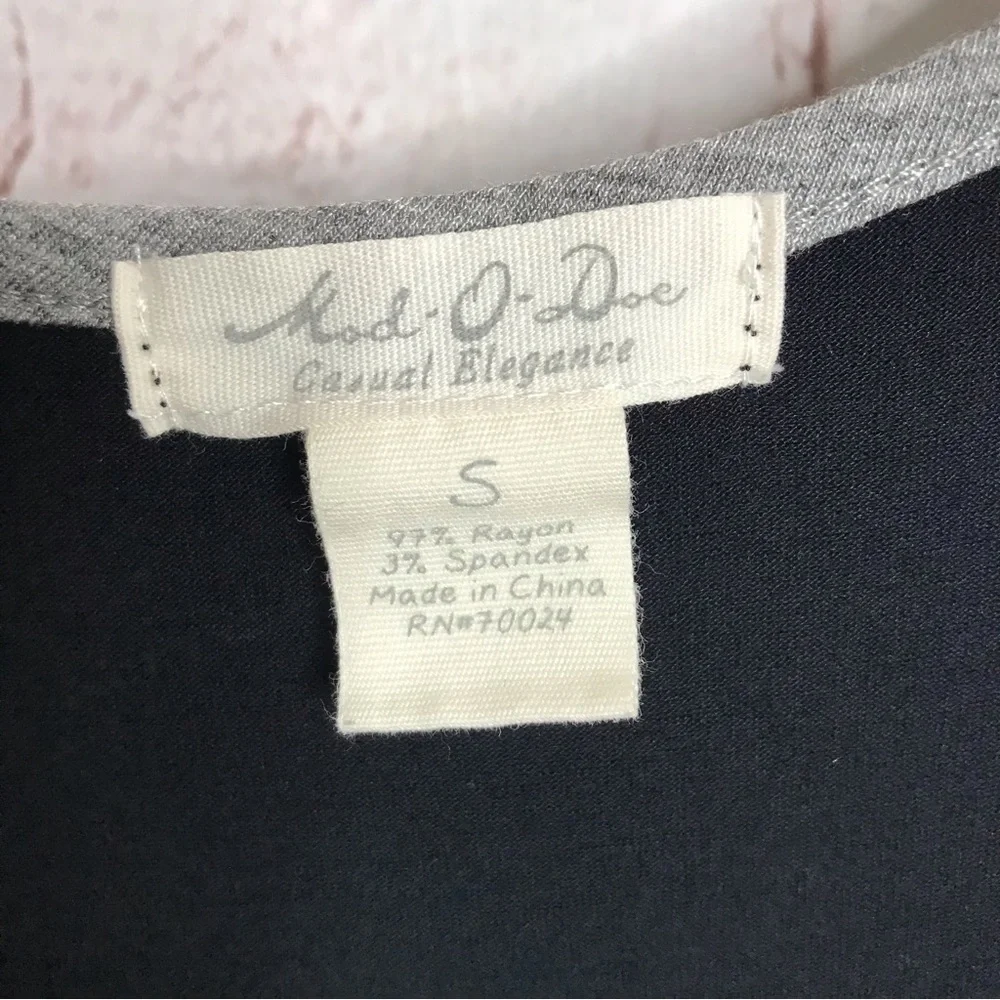 Mod-O-Doc
Casual Elegance
S
97% Rayon
3% Spandex
Made in China
RN#70024